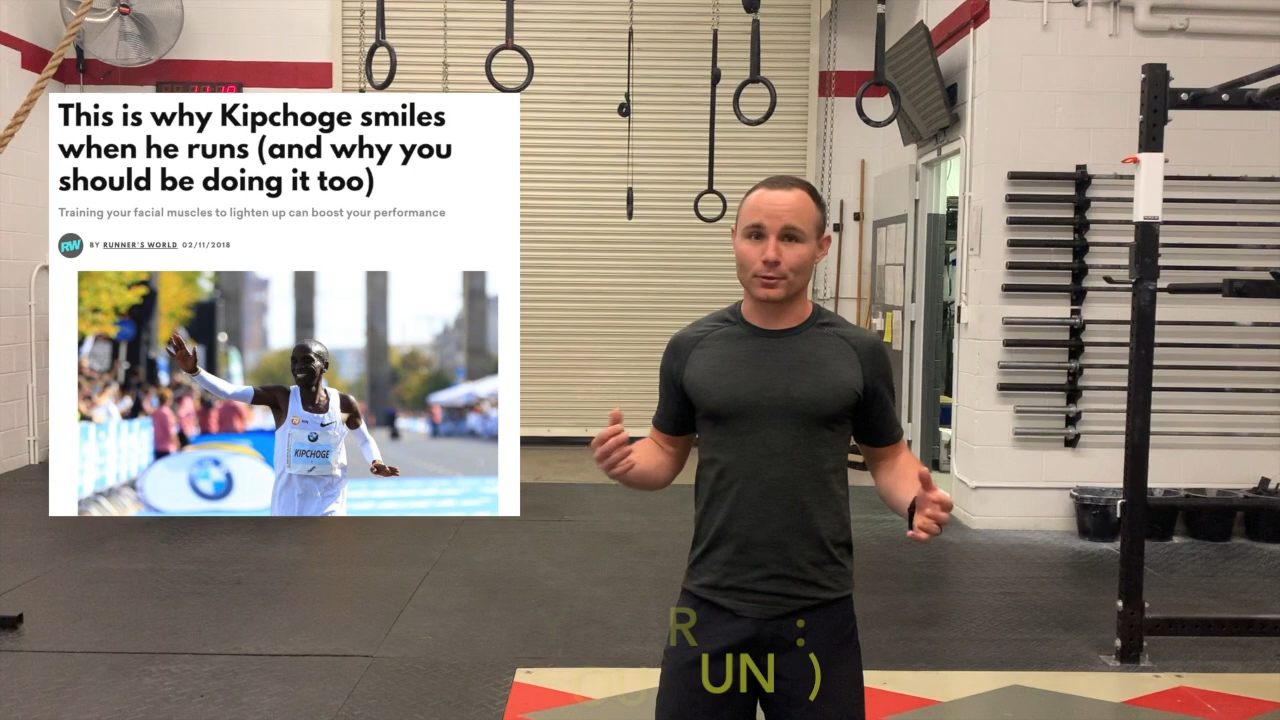 This is why Kipchoge smiles
when he runs (and why you
should be doing it too)
Training your facial muscles to lighten up can boost your performance
RW BY RUNNER'S WORLD 02/11/2018
KIPCHOGE
R :
UN )